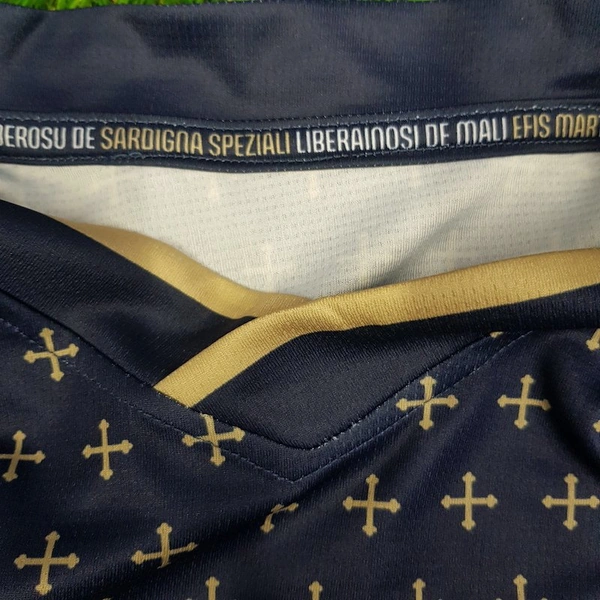 BEROSU DE SARDIGNA SPEZIALI LIBERAINOSI DE MALI EFIS MART